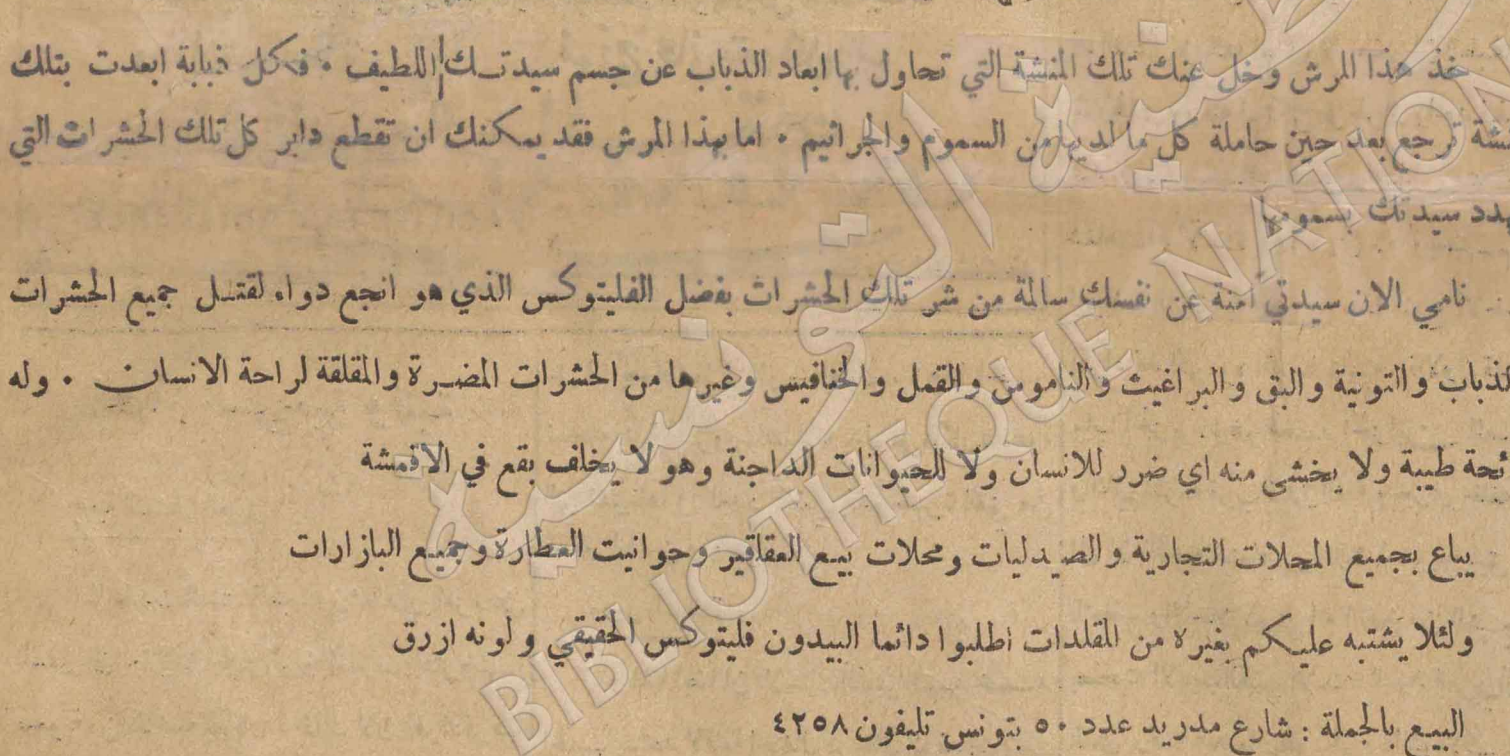 خذ هذا المرش وخل عنك تلك المنشة التي تحاول بها ابعاد الذباب عن جسم سيدتك اللطيف . فكل ذبابة ابعدت بتلك
ترجع بعد حين حاملة كل ما لديها من السموم والجراثيم . اما بهذا المرش فقد يمكنك ان تقطع دابر كل تلك الحشرات التي
سيدتك بسمومها
نامي الان سيدتي آمنة عن نفسك سالمة من شر تلك الحشرات بفضل الفليتوكس الذي هو انجع دواء لقتل جميع الحشرات
والتونية والبق والبراغيث والناموس والقمل والخنافيس وغيرها من الحشرات المضرة والمقلقة لراحة الانسان . وله
طيبة ولا يخشى منه اي ضرر للانسان ولا للحيوانات الداجنة وهو لا يخلف بقع في الاقمشة
يباع بجميع المحلات التجارية والصيدليات ومحلات بيع العقاقير وحوانيت العطارة وجميع البازارات
ولئلا يشتبه عليكم بغيره من المقلدات اطلبوا دائما البيدون فليتوكس الحقيقي ولونه ازرق
البيع بالجملة : شارع مدريد عدد ٥٠ بتونس تليفون ٤٢٥٨
التونسية
BIBLIOTHEQUE NATION